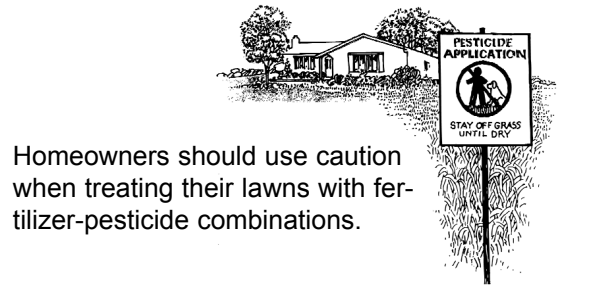 PESTICIDE
APPLICATION
STAY OFF GRASS
UNTIL DRY
Homeowners should use caution
when treating their lawns with fer-
tilizer-pesticide combinations.